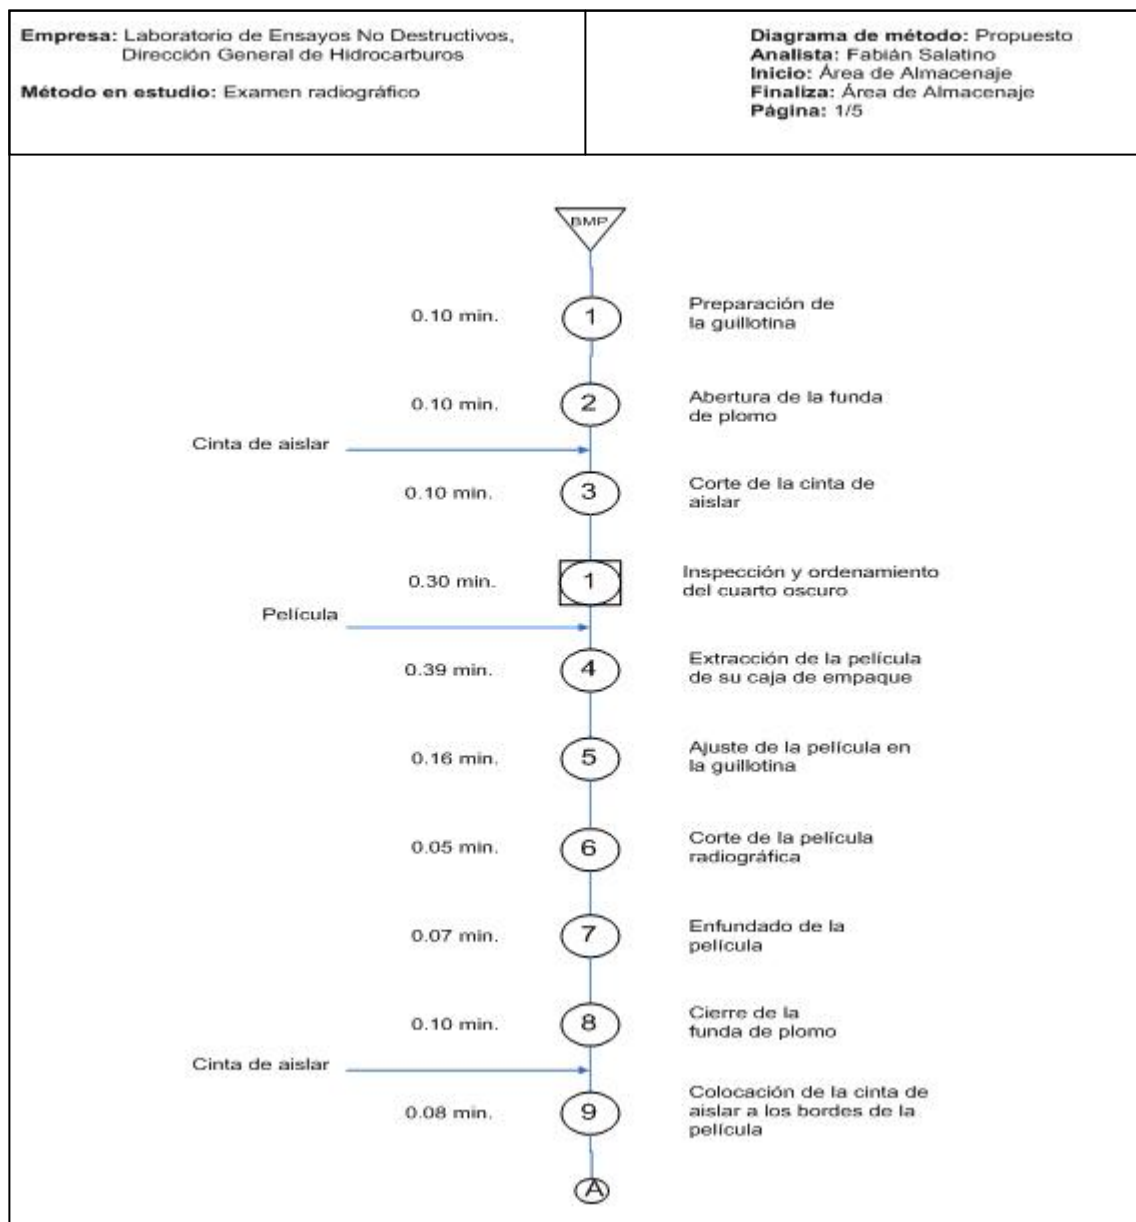 Empresa: Laboratorio de Ensayos No Destructivos,
Dirección General de Hidrocarburos
Método en estudio: Examen radiográfico
Diagrama de método: Propuesto
Analista: Fabián Salatino
Inicio: Área de Almacenaje
Finaliza: Área de Almacenaje
Página: 1/5
BMP
0.10 min.
1
Preparación de
la guillotina
0.10 min.
2
Abertura de la funda
de plomo
Cinta de aislar
0.10 min.
3
Corte de la cinta de
aislar
0.30 min.
1
Inspección y ordenamiento
del cuarto oscuro
Película
0.39 min.
4
Extracción de la película
de su caja de empaque
0.16 min.
5
Ajuste de la película en
la guillotina
0.05 min.
6
Corte de la película
radiográfica
0.07 min.
7
Enfundado de la
película
0.10 min.
8
Cierre de la
funda de plomo
Cinta de aislar
0.08 min.
9
Colocación de la cinta de
aislar a los bordes de la
película
A